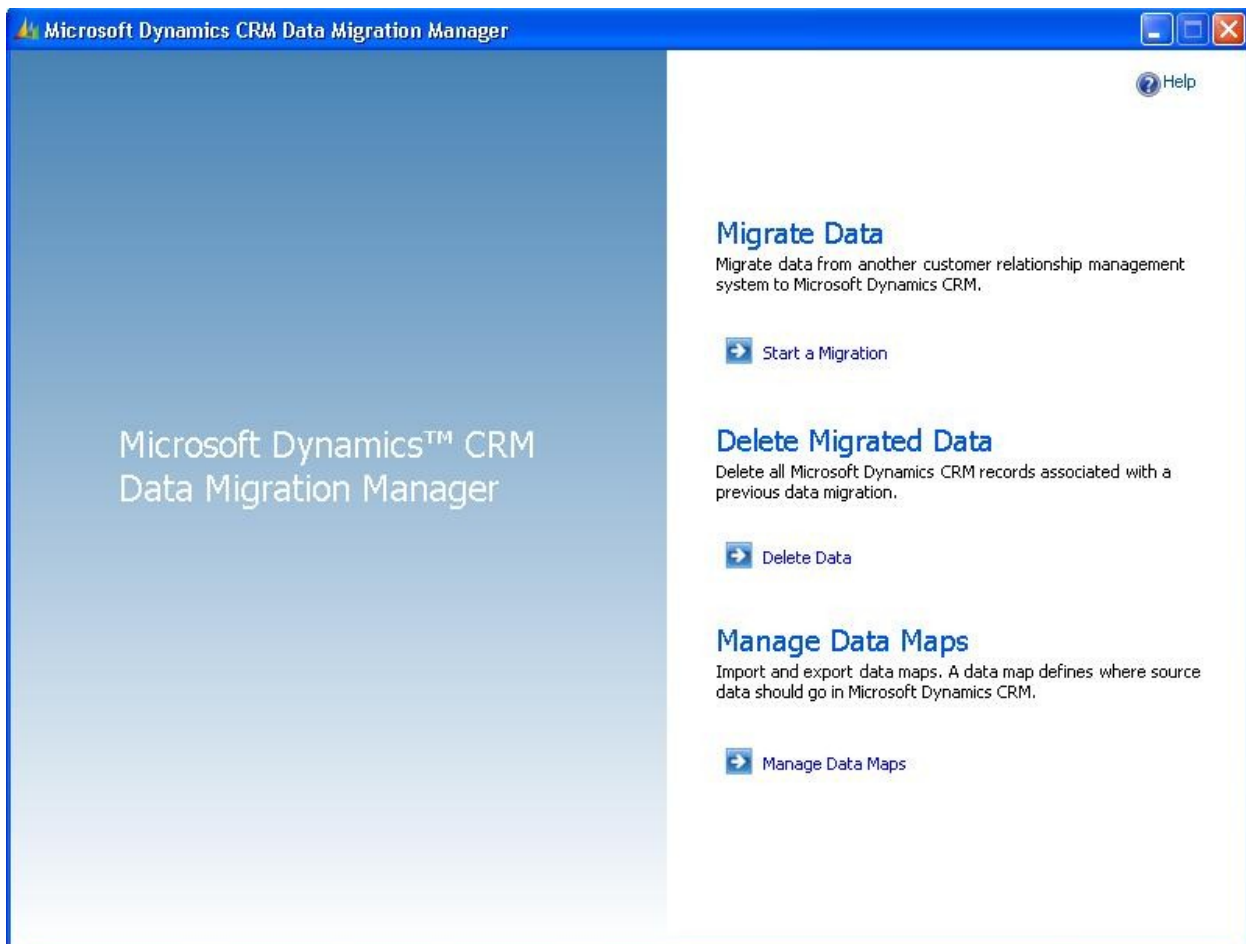 Microsoft Dynamics CRM Data Migration Manager
Help
Microsoft Dynamics™ CRM
Data Migration Manager
Migrate Data
Migrate data from another customer relationship management
system to Microsoft Dynamics CRM.
Start a Migration
Delete Migrated Data
Delete all Microsoft Dynamics CRM records associated with a
previous data migration.
Delete Data
Manage Data Maps
Import and export data maps. A data map defines where source
data should go in Microsoft Dynamics CRM.
Manage Data Maps